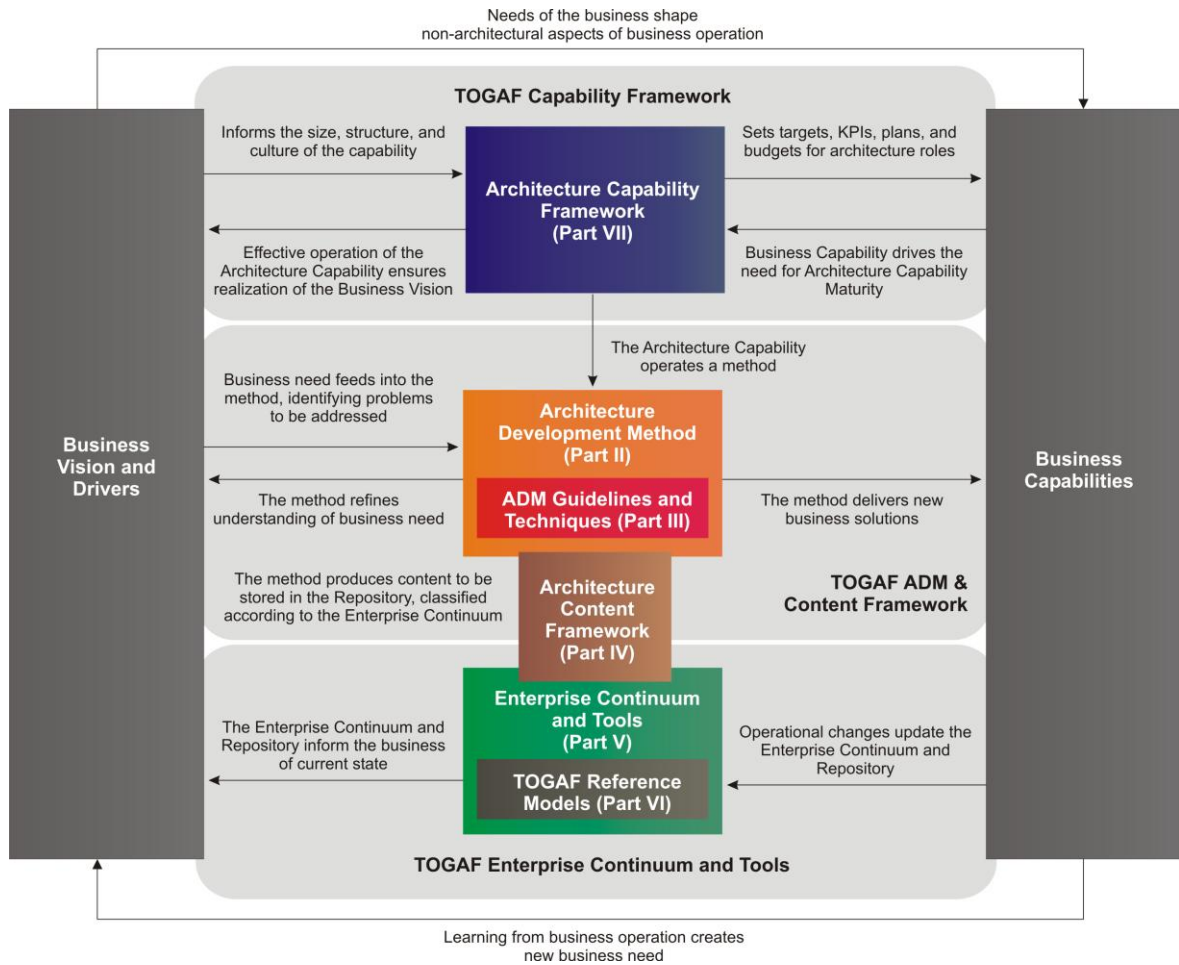 Needs of the business shape
non-architectural aspects of business operation
TOGAF Capability Framework
Informs the size, structure, and
culture of the capability
Sets targets, KPIs, plans, and
budgets for architecture roles
Architecture Capability
Framework
(Part VII)
Effective operation of the
Architecture Capability ensures
realization of the Business Vision
Business Capability drives the
need for Architecture Capability
Maturity
The Architecture Capability
operates a method
Business need feeds into the
method, identifying problems
to be addressed
Architecture
Development Method
(Part II)
Business
Vision and
Drivers
Business
Capabilities
ADM Guidelines and
Techniques (Part III)
The method refines
understanding of business need
The method delivers new
business solutions
The method produces content to be
stored in the Repository, classified
according to the Enterprise Continuum
Architecture
Content
Framework
(Part IV)
TOGAF ADM &
Content Framework
Enterprise Continuum
and Tools
(Part V)
The Enterprise Continuum and
Repository inform the business
of current state
Operational changes update the
Enterprise Continuum and
Repository
TOGAF Reference
Models (Part VI)
TOGAF Enterprise Continuum and Tools
Learning from business operation creates
new business need